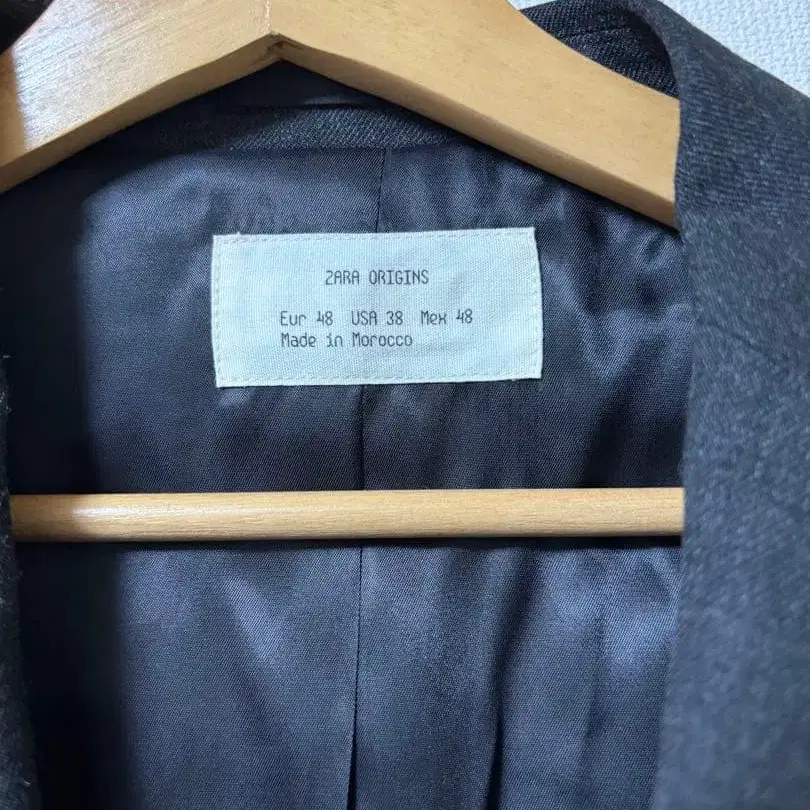 ZARA ORIGINS
Eur 48 USA 38 Mex 48
Made in Morocco